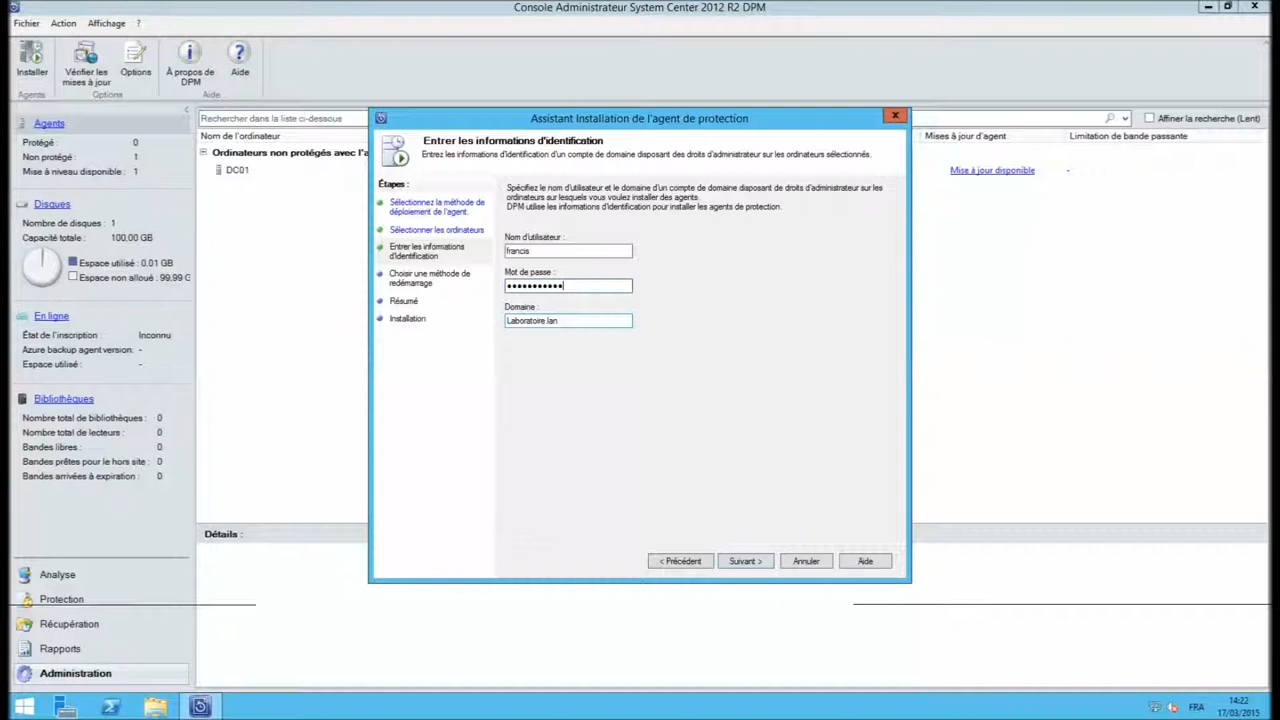 Console Administrateur System Center 2012 R2 DPM
Fichier Action Affichage ?
Installer
Vérifier les mises à jour
Options
À propos de DPM
Aide
Agents
Options
Aide
Agents
Protégé : 0
Non protégé : 1
Mise à niveau disponible : 1
Disques
Nombre de disques : 1
Capacité totale : 100,00 GB
Espace utilisé : 0.01 GB
Espace non alloué : 99,99 G
En ligne
État de l'inscription : Inconnu
Azure backup agent version: -
Espace utilisé : -
Bibliothèques
Nombre total de bibliothèques : 0
Nombre total de lecteurs : 0
Bandes libres : 0
Bandes prêtes pour le hors site : 0
Bandes arrivées à expiration : 0
Analyse
Protection
Récupération
Rapports
Administration
Rechercher dans la liste ci-dessous
Affiner la recherche (Lent)
Nom de l'ordinateur
Mises à jour d'agent
Limitation de bande passante
Ordinateurs non protégés avec l'a
DC01
Mise à jour disponible
-
Détails :
Assistant Installation de l'agent de protection
Entrer les informations d'identification
Entrez les informations d'identification d'un compte de domaine disposant des droits d'administrateur sur les ordinateurs sélectionnés.
Étapes :
Sélectionnez la méthode de
déploiement de l'agent.
Sélectionner les ordinateurs
Entrer les informations
d'identification
Choisir une méthode de
redémarrage
Résumé
Installation
Spécifiez le nom d'utilisateur et le domaine d'un compte de domaine disposant de droits d'administrateur sur les
ordinateurs sur lesquels vous voulez installer des agents.
DPM utilise les informations d'identification pour installer les agents de protection.
Nom d'utilisateur :
francis
Mot de passe :
●●●●●●●●●●●
Domaine :
Laboratoire.lan
< Précédent
Suivant >
Annuler
Aide
FRA
14:22
17/03/2015